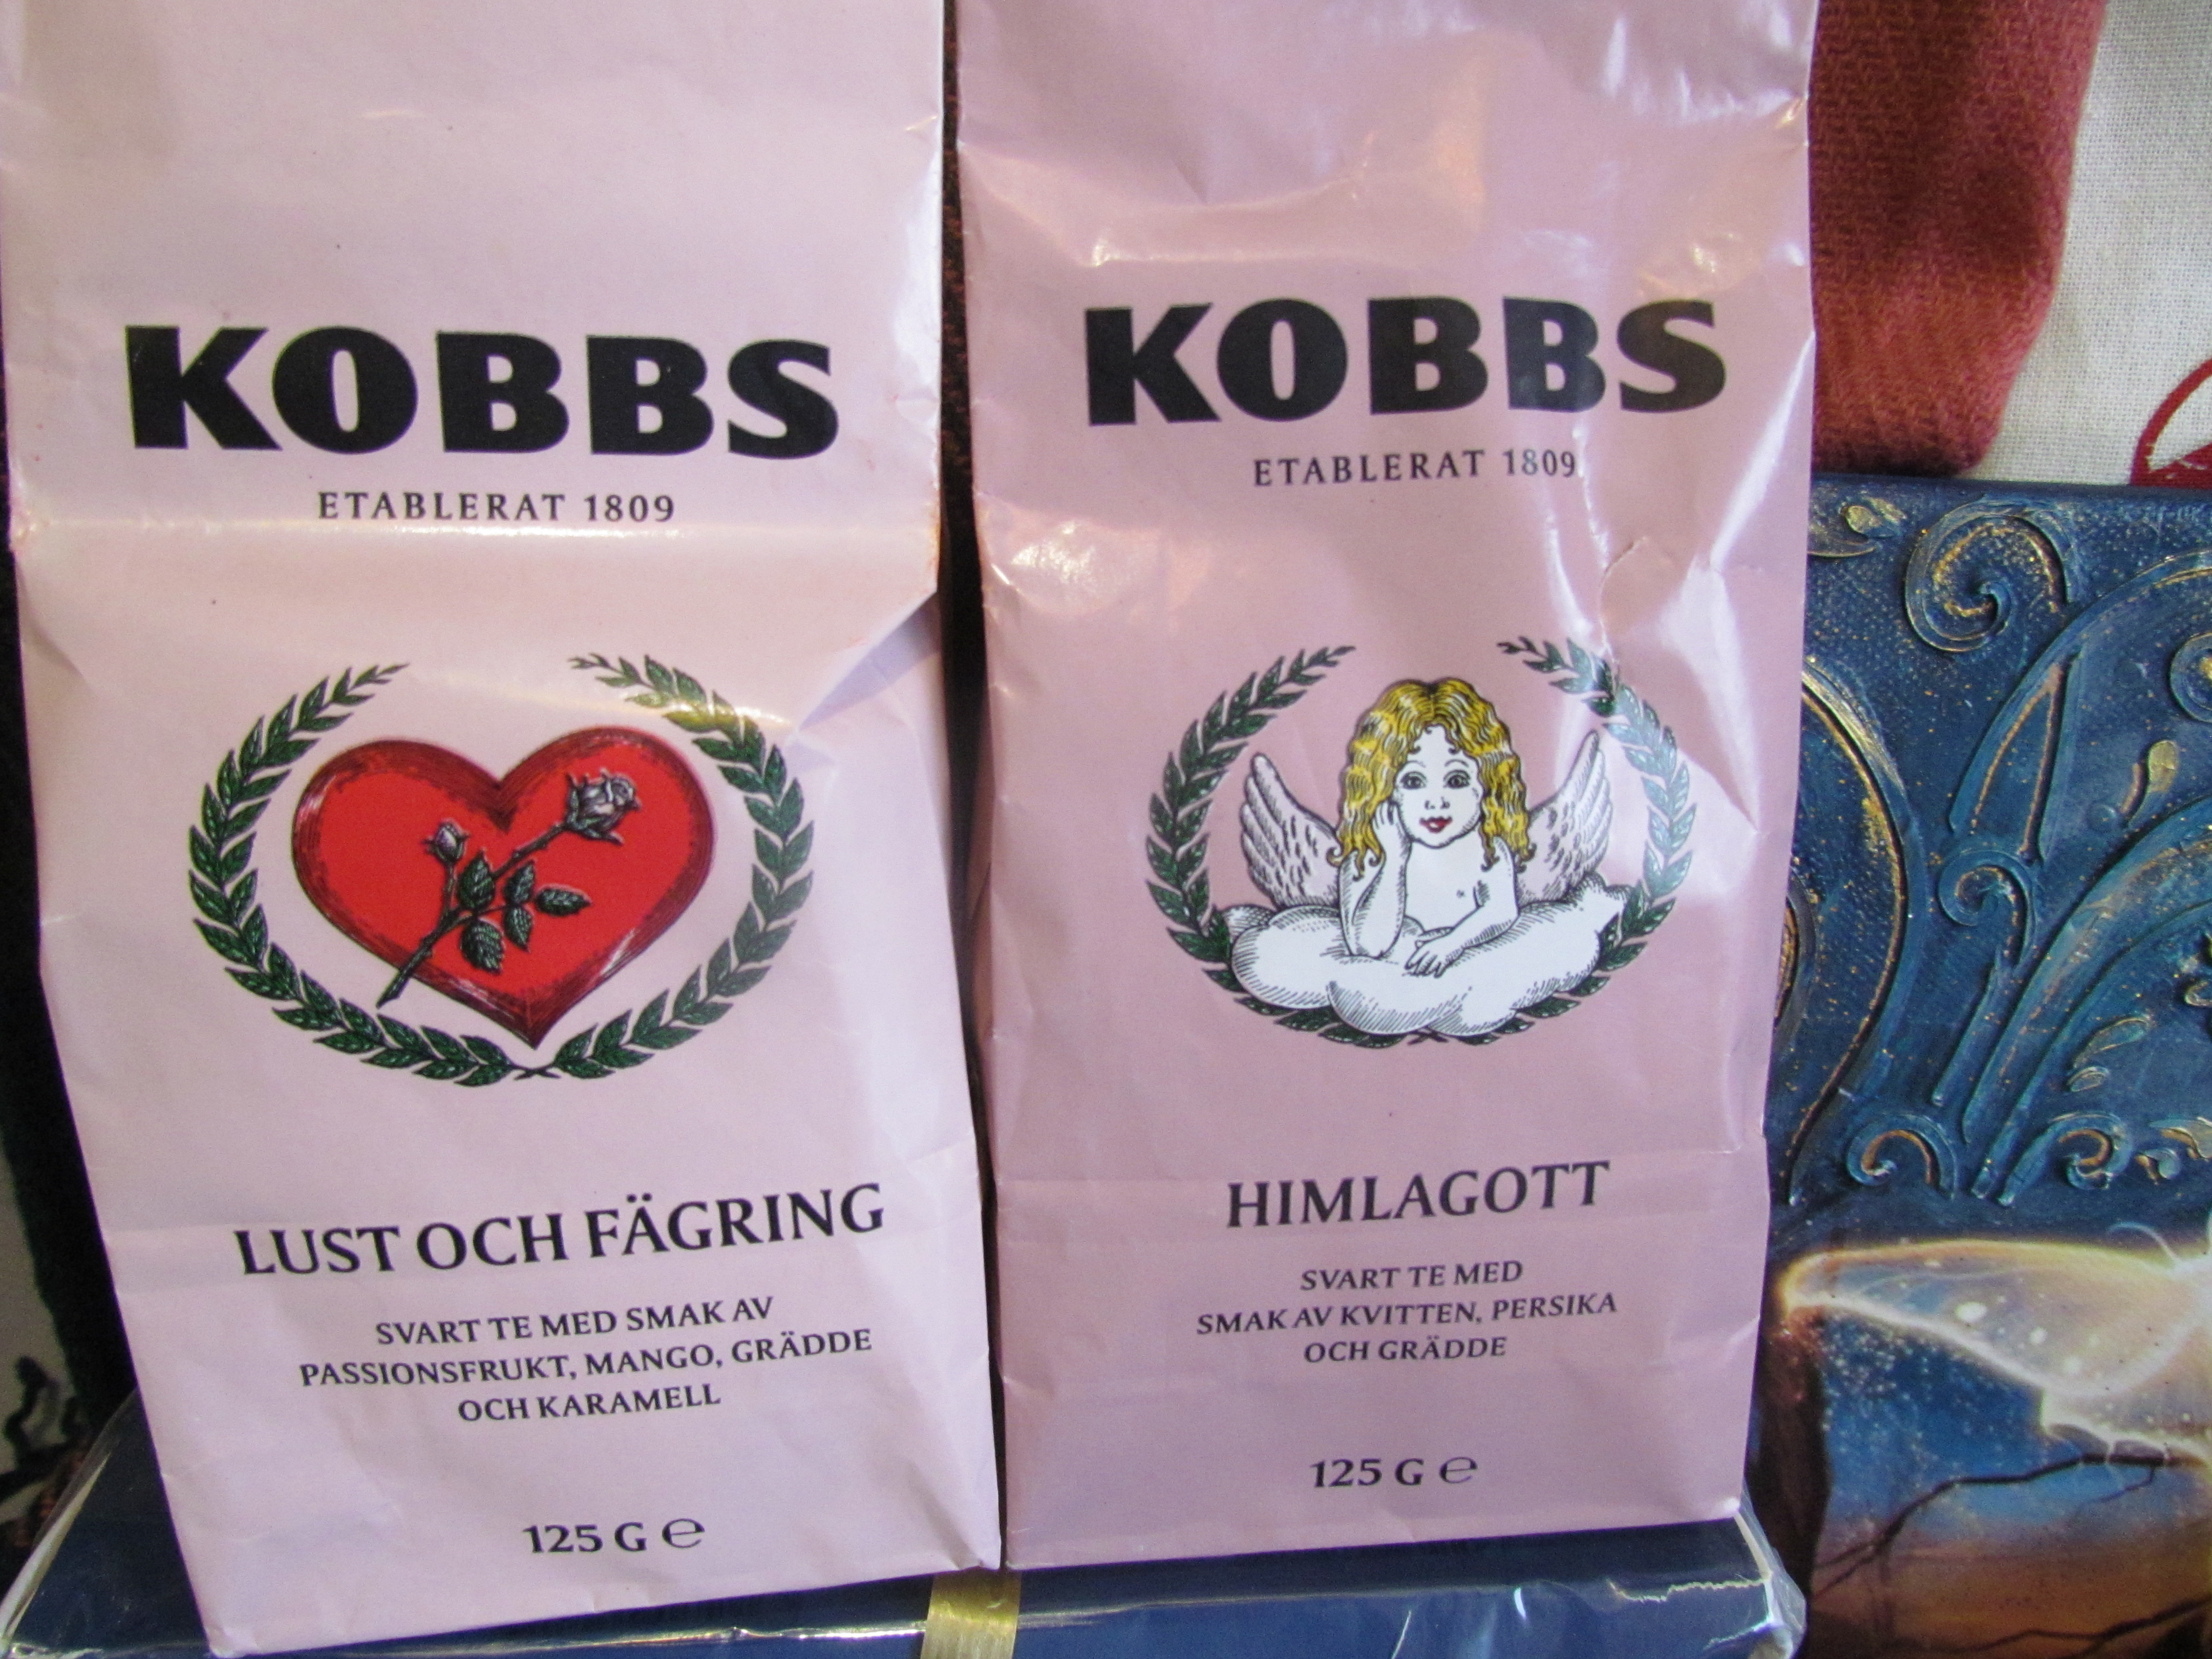 KOBBS
ETABLERAT 1809
LUST OCH FÄGRING
SVART TE MED SMAK AV
PASSIONSFRUKT, MANGO, GRÄDDE
OCH KARAMELL
125 G ℮
KOBBS
ETABLERAT 1809
HIMLAGOTT
SVART TE MED
SMAK AV KVITTEN, PERSIKA
OCH GRÄDDE
125 G ℮